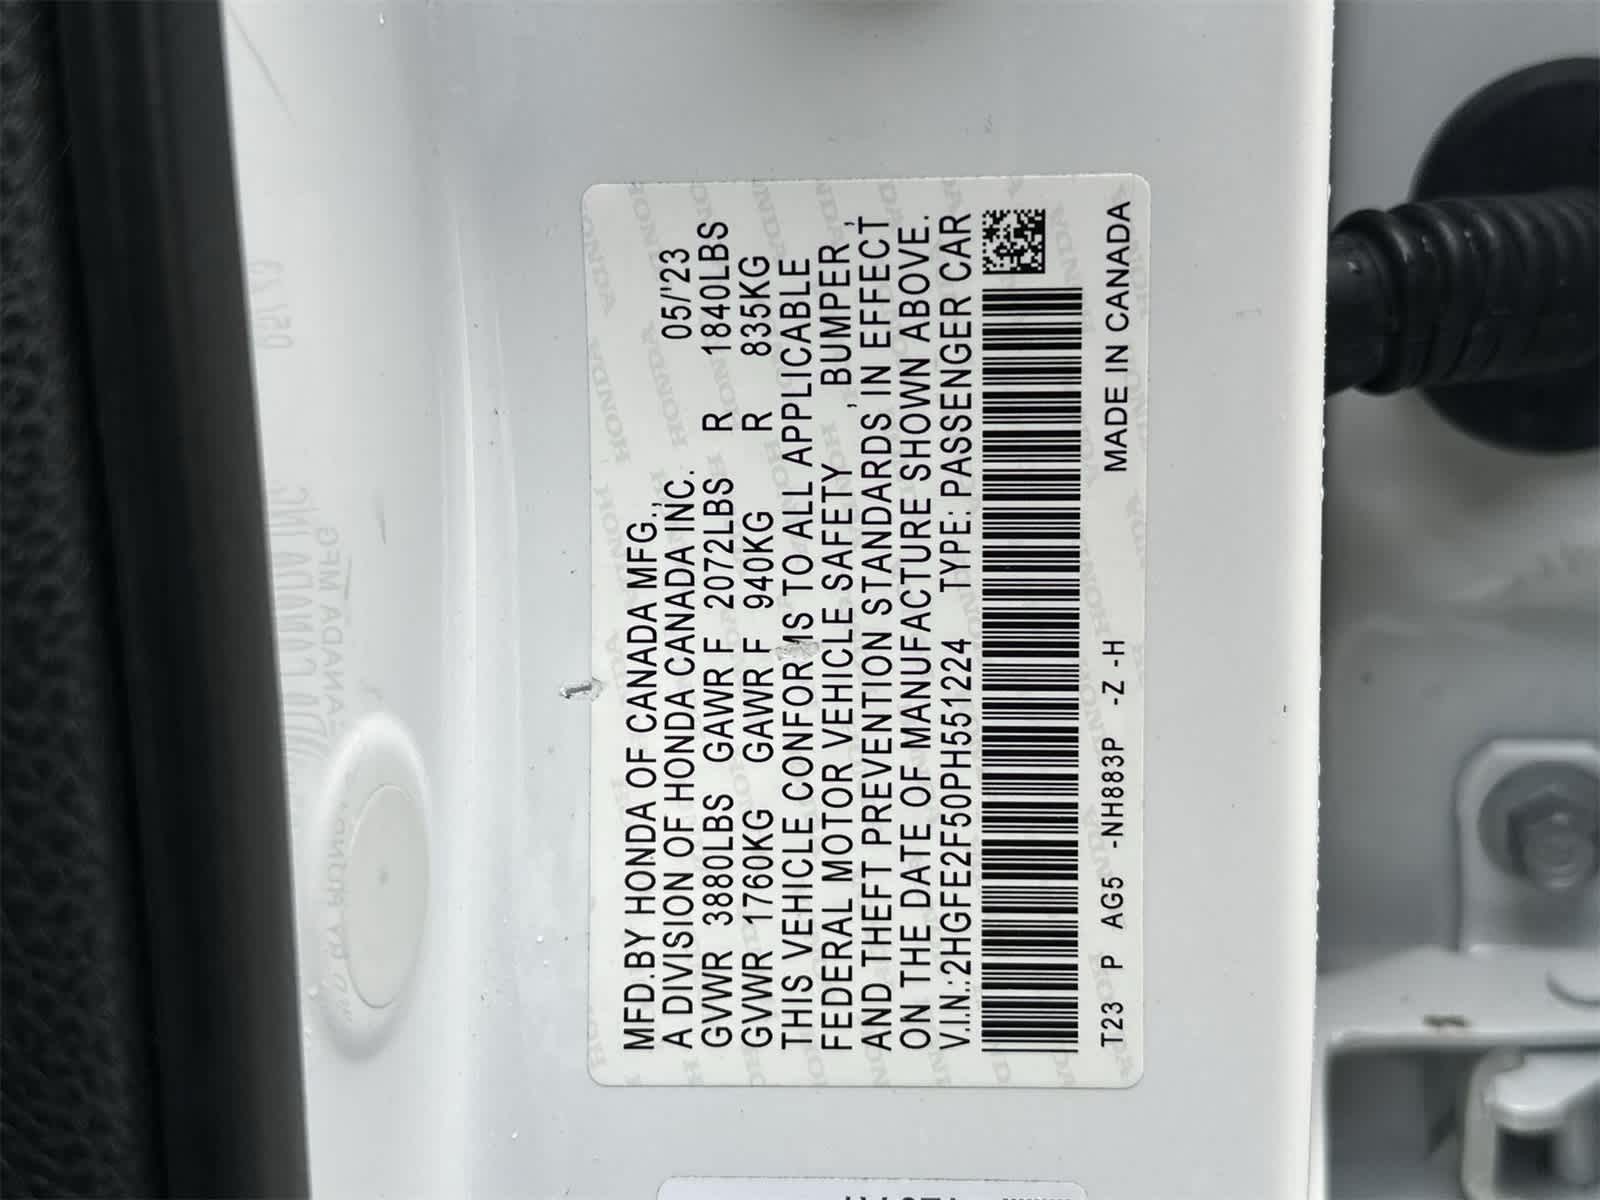 MFD.BY HONDA OF CANADA MFG.,
A DIVISION OF HONDA CANADA INC. 05/'23
GVWR 3880LBS GAWR F 2072LBS R 1840LBS
GVWR 1760KG GAWR F 940KG R 835KG
THIS VEHICLE CONFORMS TO ALL APPLICABLE
FEDERAL MOTOR VEHICLE SAFETY , BUMPER ,
AND THEFT PREVENTION STANDARDS IN EFFECT
ON THE DATE OF MANUFACTURE SHOWN ABOVE.
V.I.N.:2HGFE2F50PH551224 TYPE: PASSENGER CAR
T23 P AG5 -NH883P -Z -H MADE IN CANADA